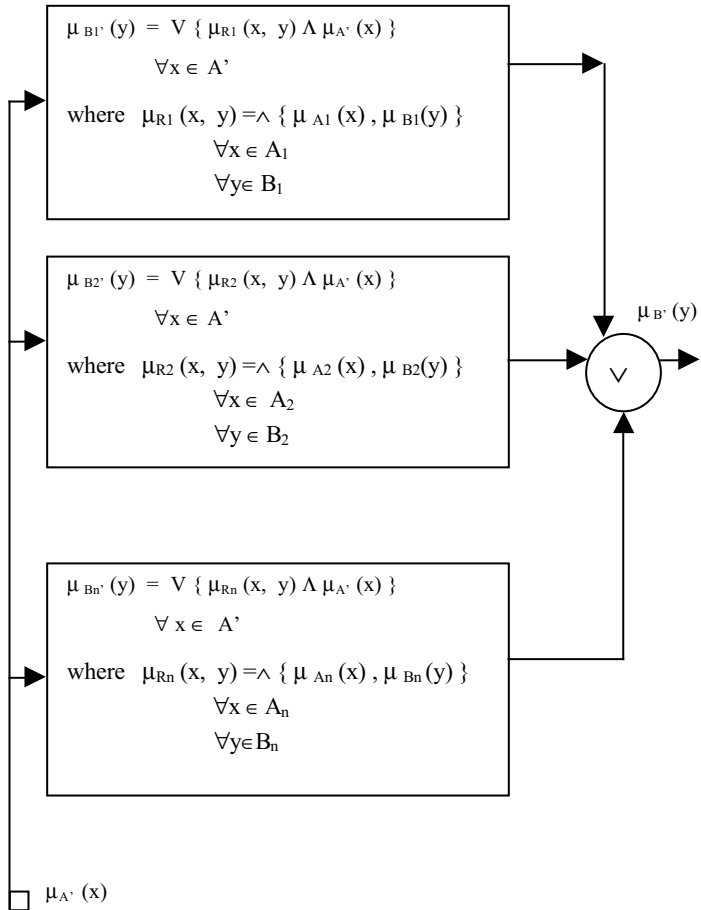 μ B1' (y) = V { μR1 (x, y) Λ μA' (x) }
∀x ∈ A'
where μR1 (x, y) =∧ { μ A1 (x) , μ B1(y) }
∀x ∈ A1
∀y∈ B1
μ B2' (y) = V { μR2 (x, y) Λ μA' (x) }
∀x ∈ A'
where μR2 (x, y) =∧ { μ A2 (x) , μ B2(y) }
∀x ∈ A2
∀y ∈ B2
μ B' (y)
∨
μ Bn' (y) = V { μRn (x, y) Λ μA' (x) }
∀ x ∈ A'
where μRn (x, y) =∧ { μ An (x) , μ Bn (y) }
∀x ∈ An
∀y∈Bn
μA' (x)